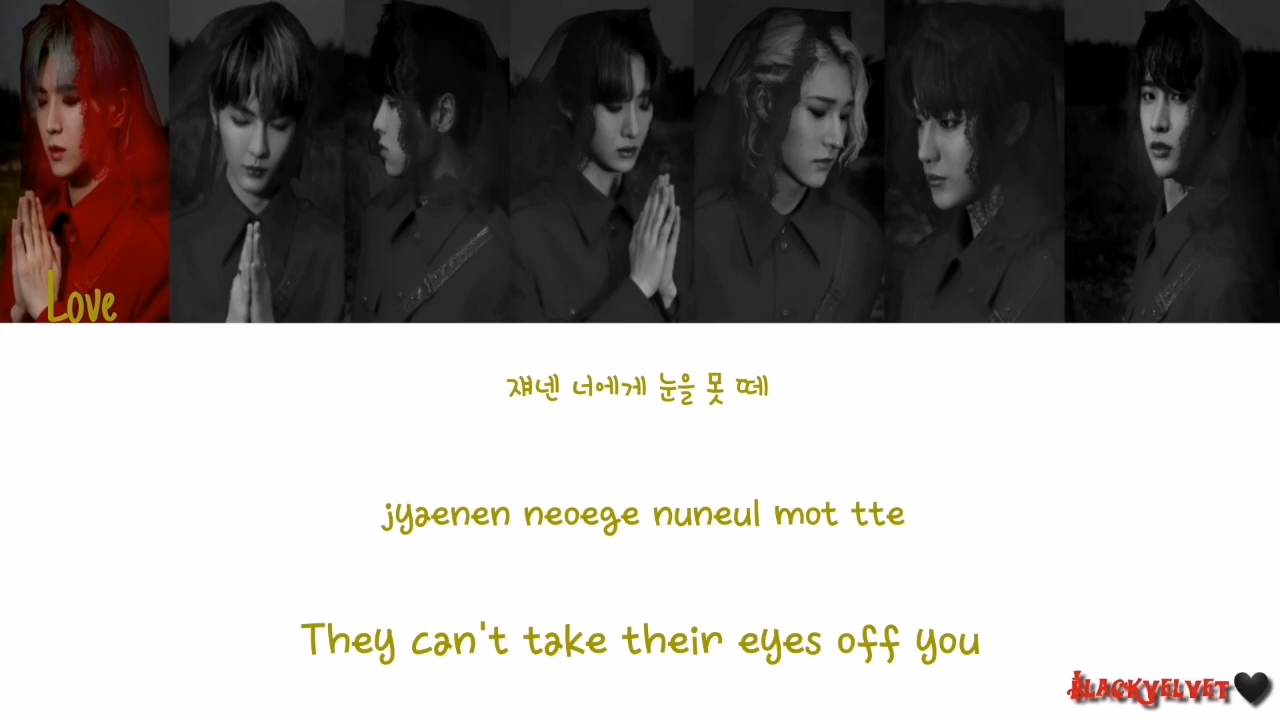 Love
쟤넨 너에게 눈을 못 떼
jyaenen neoege nuneul mot tte
They can't take their eyes off you
BLACKVELVET🖤